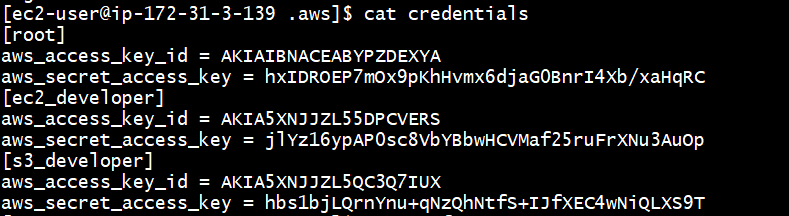 [ec2-user@ip-172-31-3-139 .aws]$ cat credentials
[root]
aws_access_key_id = AKIAIBNACEABYPZDEXYA
aws_secret_access_key = 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
[ec2_developer]
aws_access_key_id = AKIA5XNJJZL55DPCVERS
aws_secret_access_key = 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
[s3_developer]
aws_access_key_id = AKIA5XNJJZL5QC3Q7IUX
aws_secret_access_key = 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